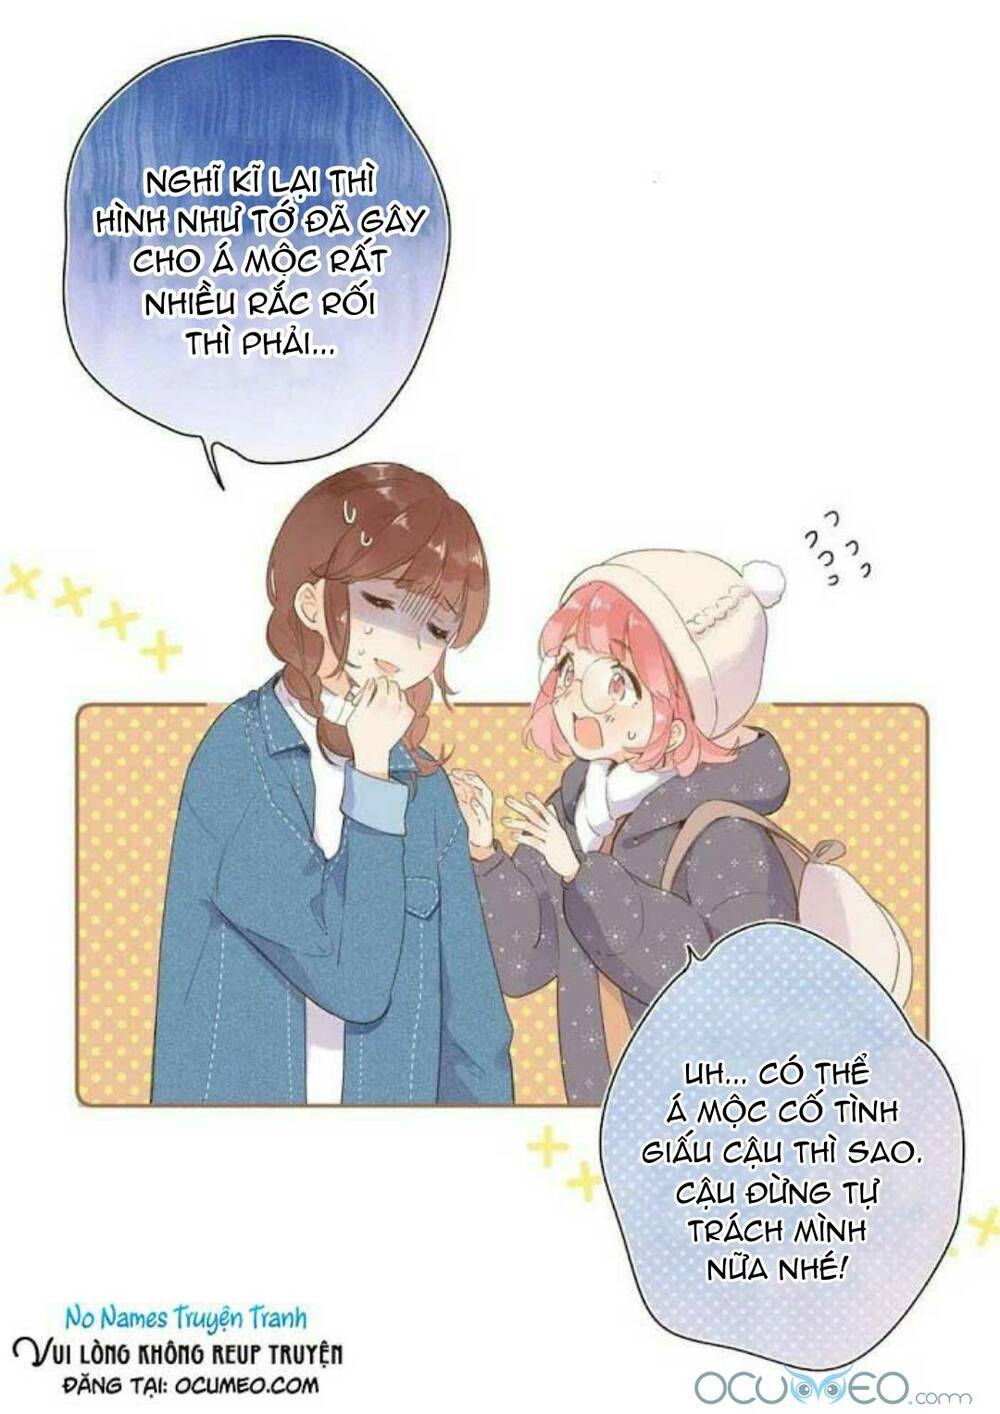 NGHĨ KĨ LẠI THÌ
HÌNH NHƯ TỚ ĐÃ GÂY
CHO Á MỘC RẤT
NHIỀU RẮC RỐI
THÌ PHẢI...
UH... CÓ THỂ
Á MỘC CỐ TÌNH
GIẤU CẬU THÌ SAO.
CẬU ĐỪNG TỰ
TRÁCH MÌNH
NỮA NHÉ!
No Names Truyện Tranh
VUI LÒNG KHÔNG REUP TRUYỆN
ĐĂNG TẠI: OCUMEO.COM
OCUMEO.com